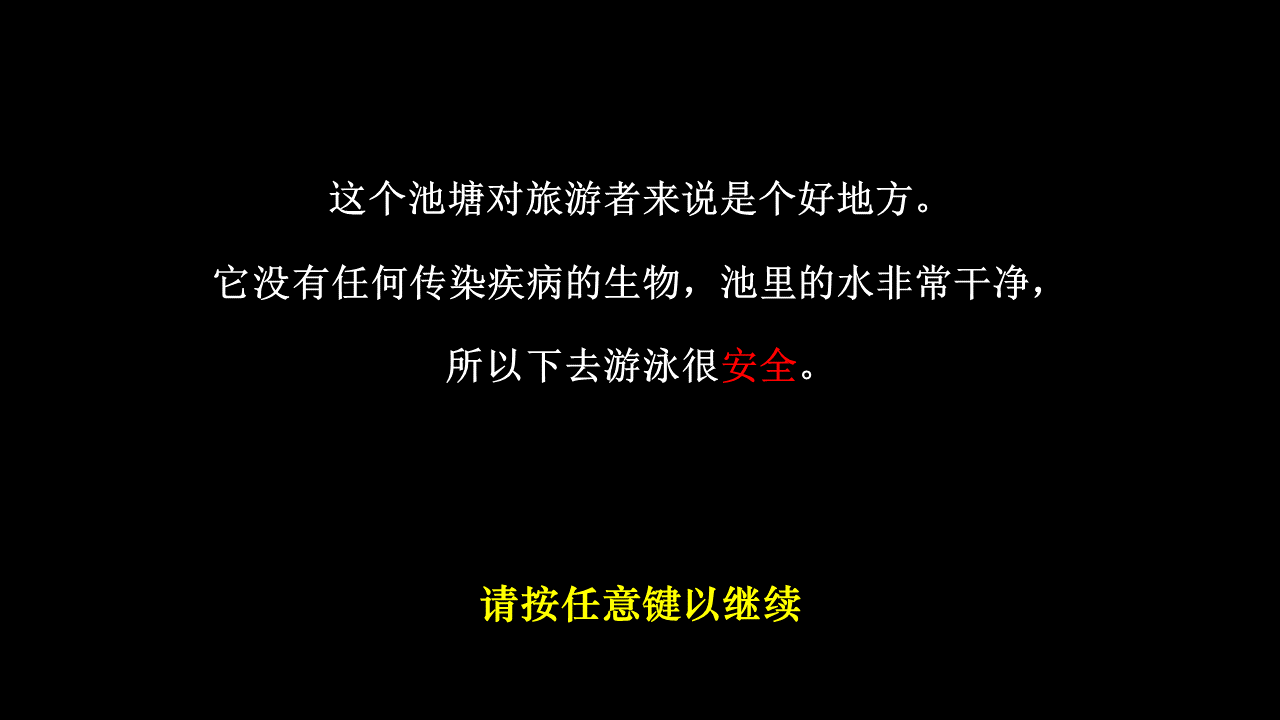 这个池塘对旅游者来说是个好地方。
它没有任何传染疾病的生物，池里的水非常干净，
所以下去游泳很安全。
请按任意键以继续